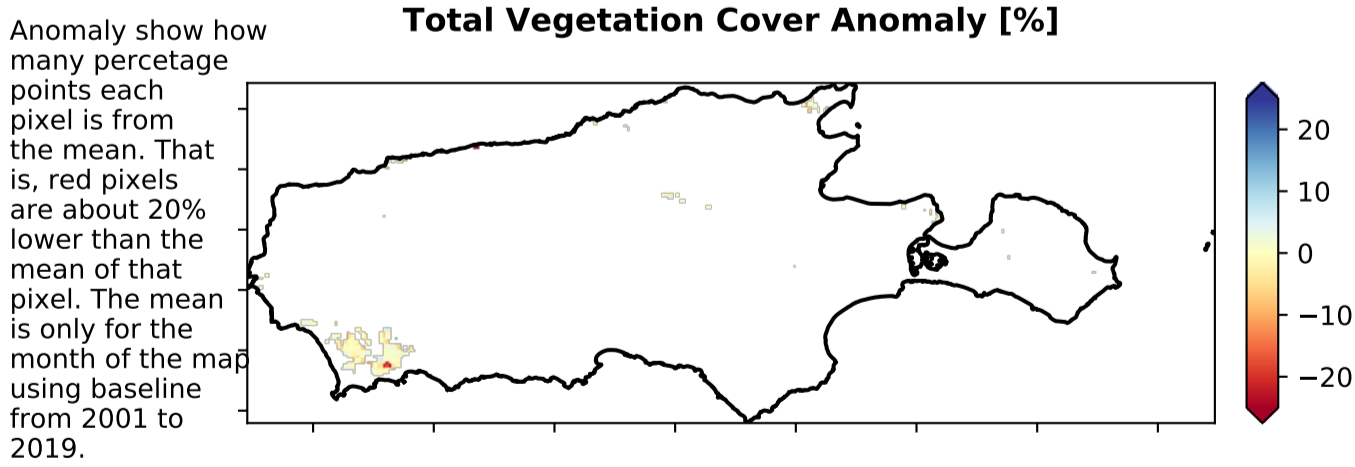 Total Vegetation Cover Anomaly [%]
Anomaly show how
many percetage
points each
pixel is from
the mean. That
is, red pixels
are about 20%
lower than the
mean of that
pixel. The mean
is only for the
month of the map
using baseline
from 2001 to
2019.
20
10
0
−10
−20